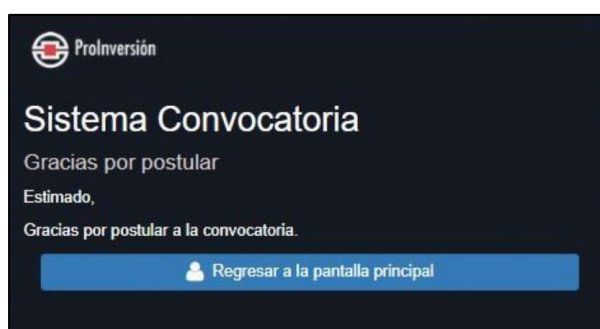 ProInversión
Sistema Convocatoria
Gracias por postular
Estimado,
Gracias por postular a la convocatoria.
Regresar a la pantalla principal